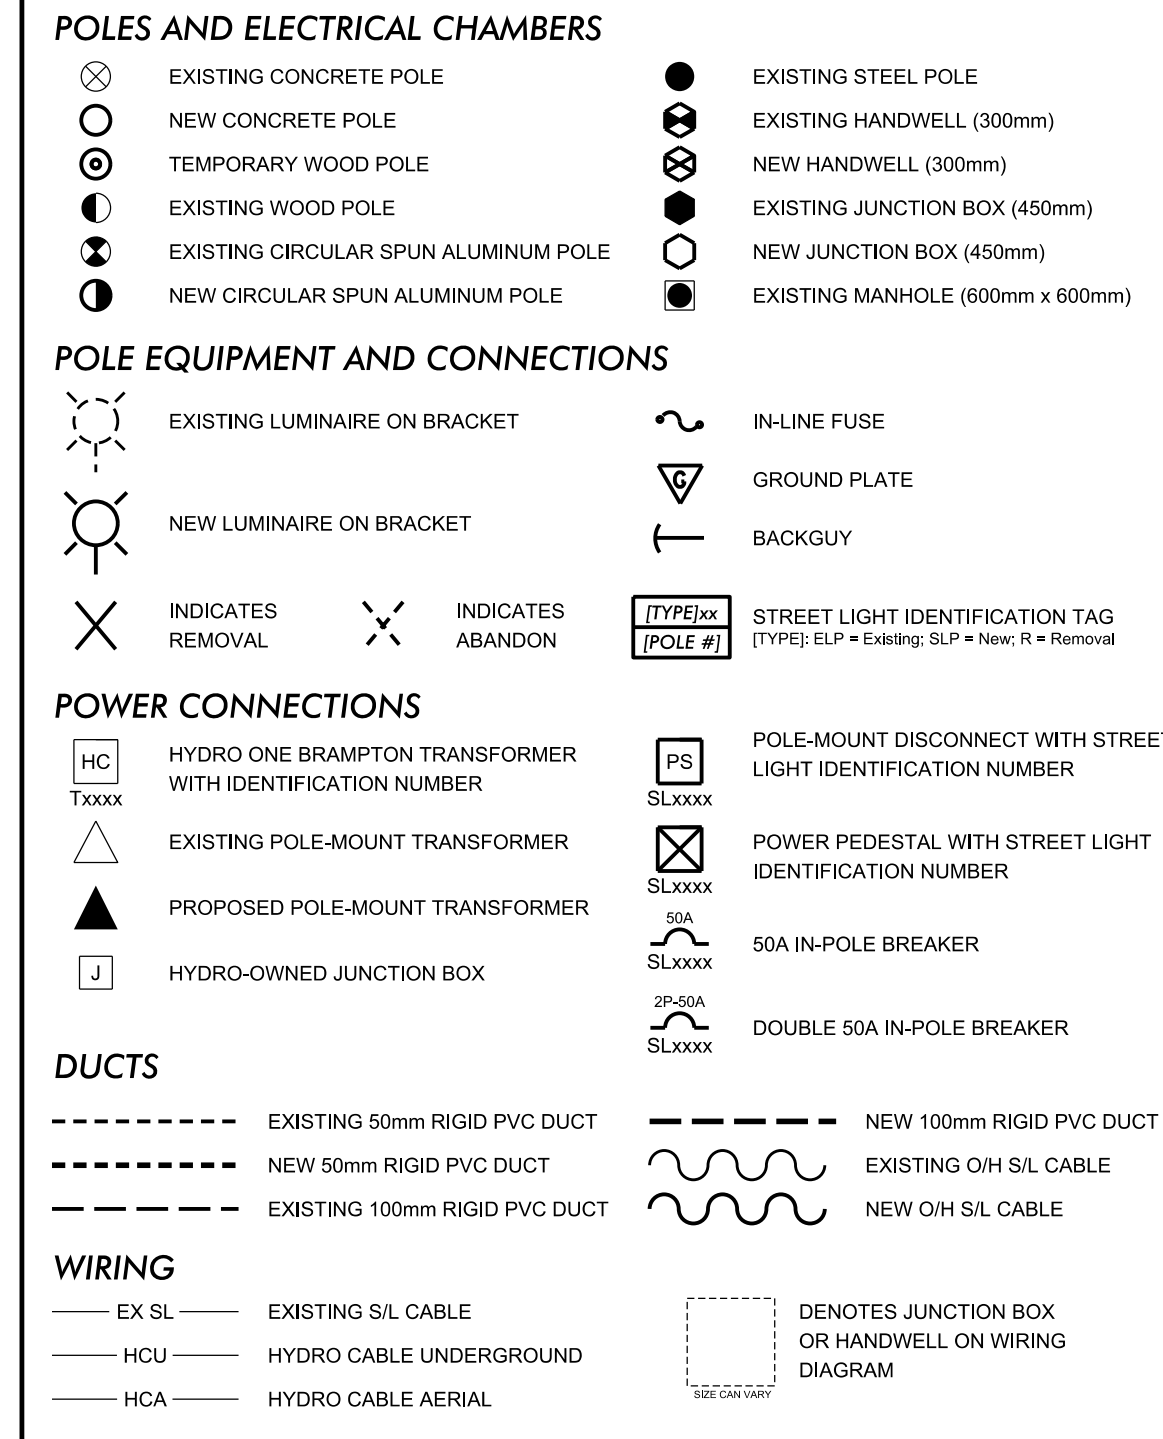 POLES AND ELECTRICAL CHAMBERS
EXISTING CONCRETE POLE
NEW CONCRETE POLE
TEMPORARY WOOD POLE
EXISTING WOOD POLE
EXISTING CIRCULAR SPUN ALUMINUM POLE
NEW CIRCULAR SPUN ALUMINUM POLE
EXISTING STEEL POLE
EXISTING HANDWELL (300mm)
NEW HANDWELL (300mm)
EXISTING JUNCTION BOX (450mm)
NEW JUNCTION BOX (450mm)
EXISTING MANHOLE (600mm x 600mm)
POLE EQUIPMENT AND CONNECTIONS
EXISTING LUMINAIRE ON BRACKET
NEW LUMINAIRE ON BRACKET
INDICATES
REMOVAL
INDICATES
ABANDON
IN-LINE FUSE
G
GROUND PLATE
BACKGUY
[TYPE]xx
[POLE #]
STREET LIGHT IDENTIFICATION TAG
[TYPE]: ELP = Existing; SLP = New; R = Removal
POWER CONNECTIONS
HC
Txxxx
HYDRO ONE BRAMPTON TRANSFORMER
WITH IDENTIFICATION NUMBER
EXISTING POLE-MOUNT TRANSFORMER
PROPOSED POLE-MOUNT TRANSFORMER
J
HYDRO-OWNED JUNCTION BOX
PS
SLxxxx
POLE-MOUNT DISCONNECT WITH STREET
LIGHT IDENTIFICATION NUMBER
SLxxxx
POWER PEDESTAL WITH STREET LIGHT
IDENTIFICATION NUMBER
50A
SLxxxx
50A IN-POLE BREAKER
2P-50A
SLxxxx
DOUBLE 50A IN-POLE BREAKER
DUCTS
EXISTING 50mm RIGID PVC DUCT
NEW 50mm RIGID PVC DUCT
EXISTING 100mm RIGID PVC DUCT
NEW 100mm RIGID PVC DUCT
EXISTING O/H S/L CABLE
NEW O/H S/L CABLE
WIRING
EX SL
EXISTING S/L CABLE
HCU
HYDRO CABLE UNDERGROUND
HCA
HYDRO CABLE AERIAL
SIZE CAN VARY
DENOTES JUNCTION BOX
OR HANDWELL ON WIRING
DIAGRAM